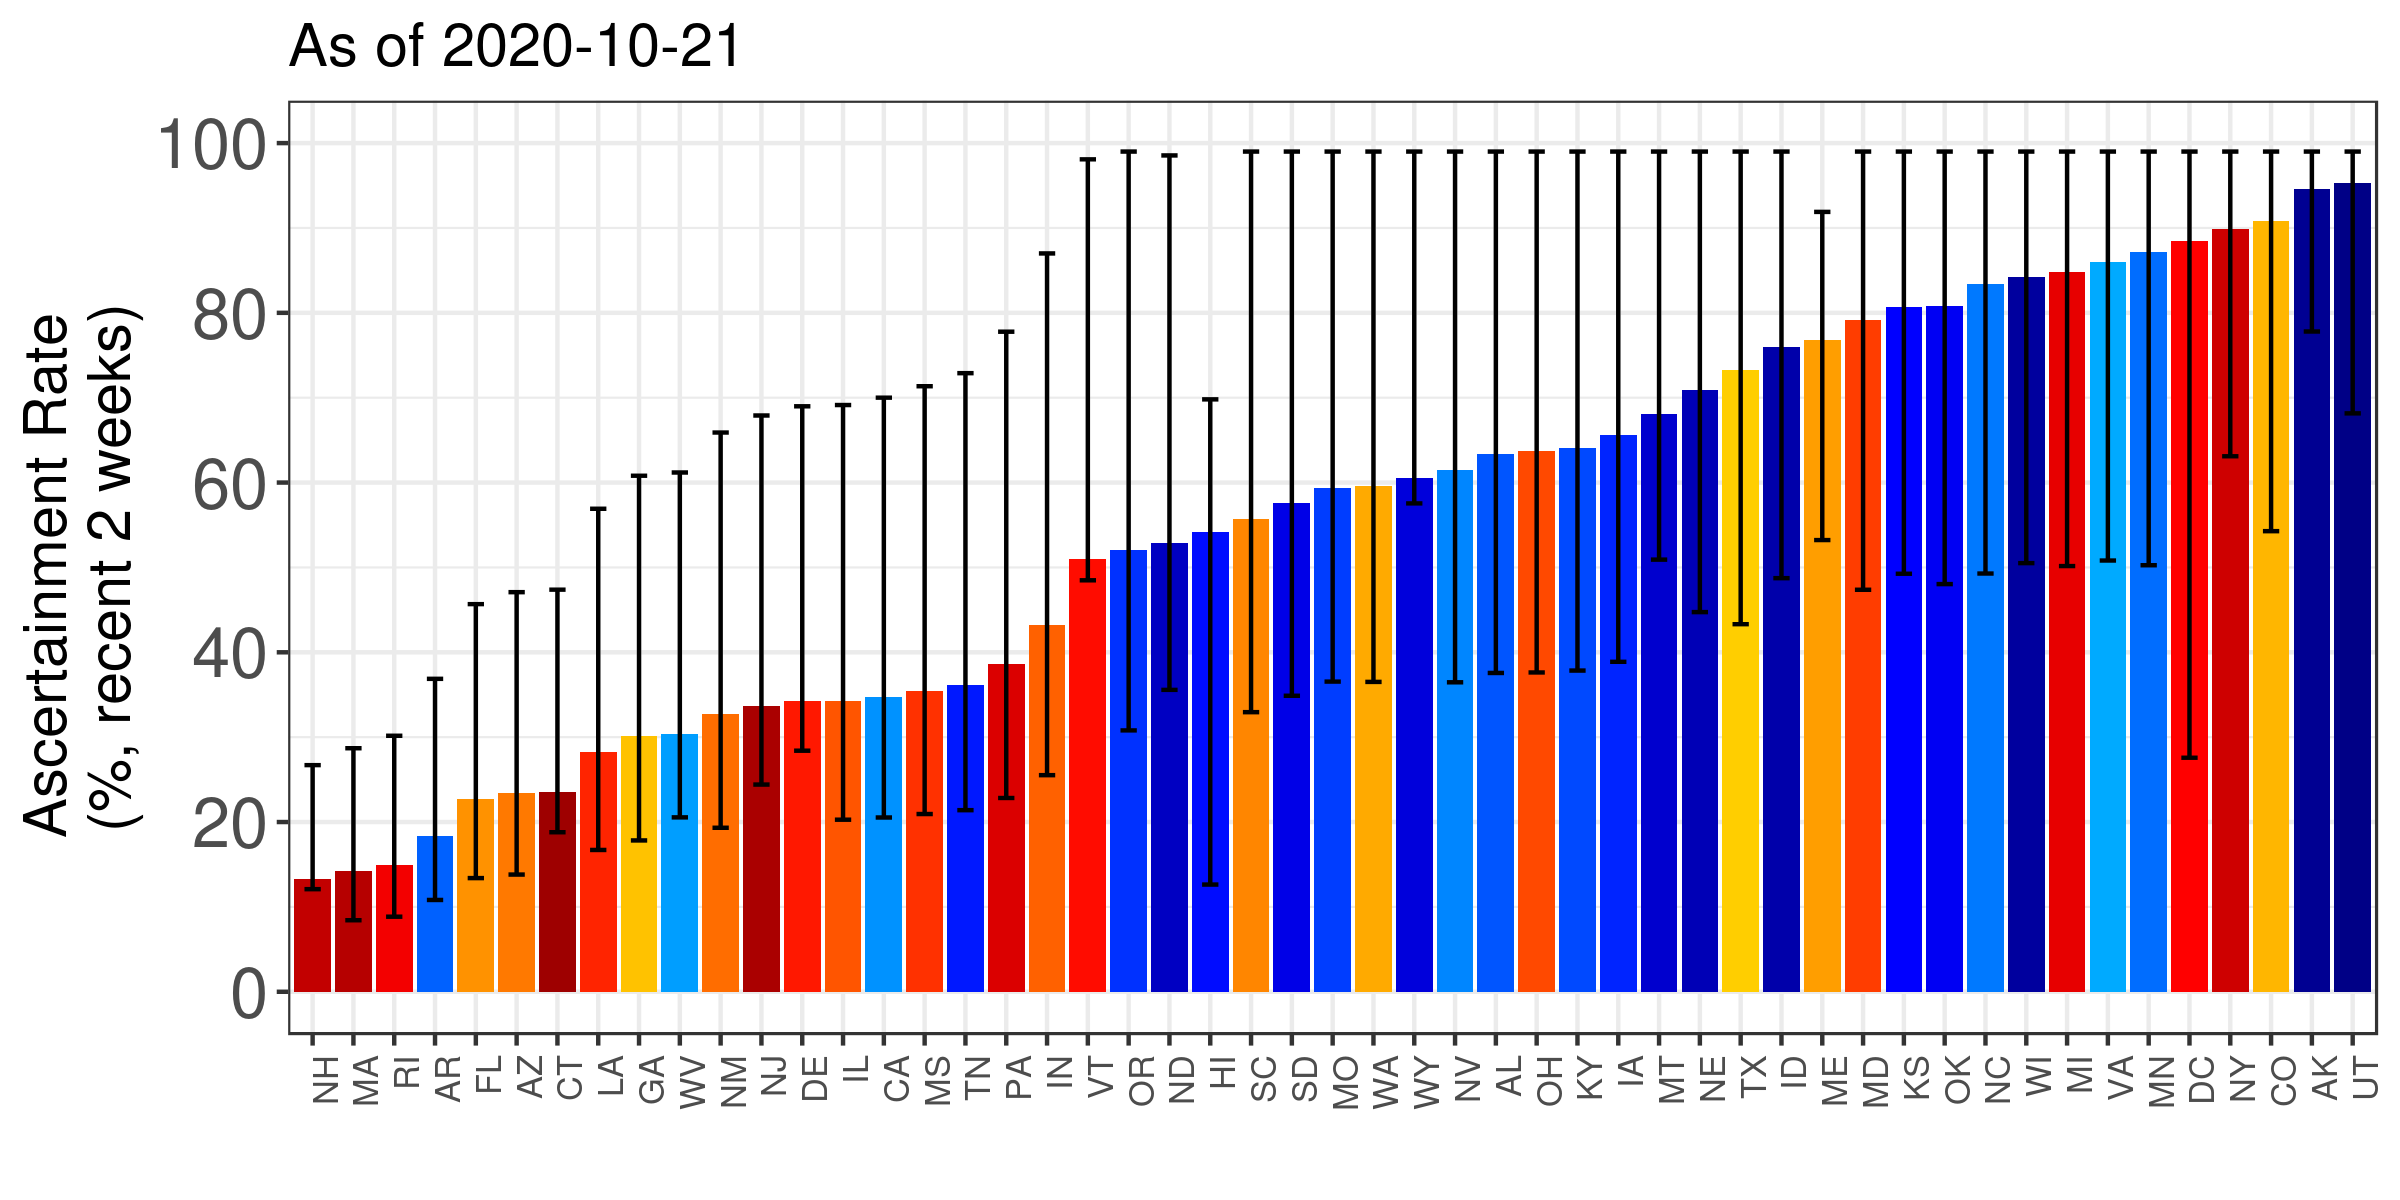 As of 2020-10-21
Ascertainment Rate
(%, recent 2 weeks)
100
80
60
40
20
0
NH MA RI AR FL AZ CT LA GA WV NM NJ DE IL CA MS TN PA IN VT OR ND HI SC SD MO WA WY NV AL OH KY IA MT NE TX ID ME MD KS OK NC WI MI VA MN DC NY CO AK UT